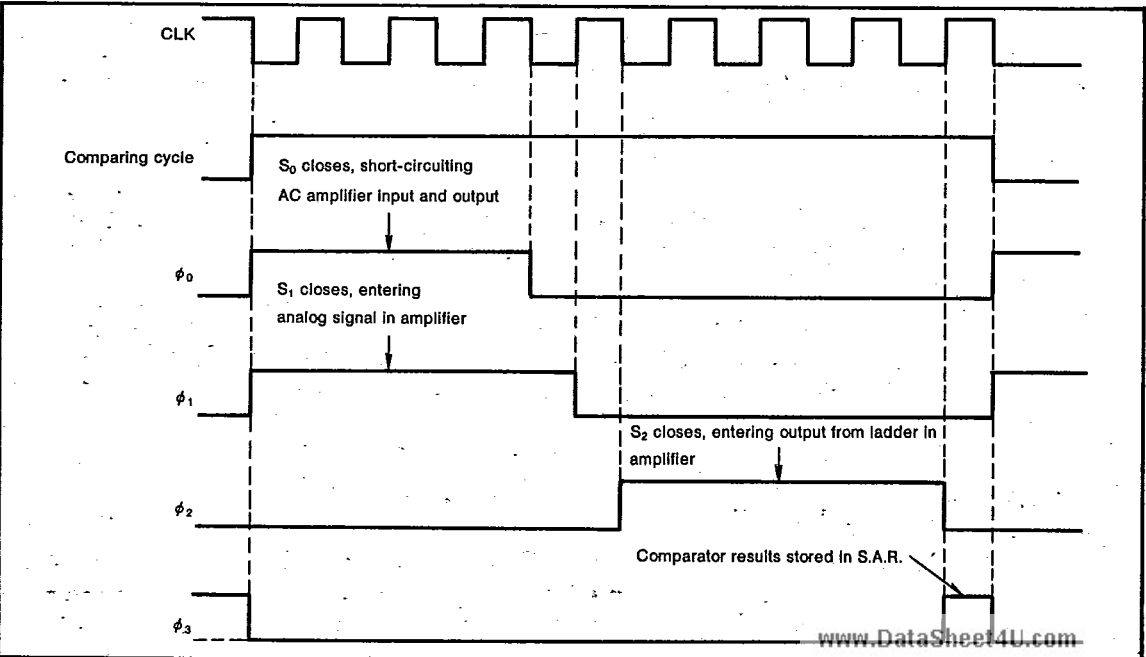 CLK
Comparing cycle
S₀ closes, short-circuiting
AC amplifier input and output
ϕ₀
S₁ closes, entering
analog signal in amplifier
ϕ₁
S₂ closes, entering output from ladder in
amplifier
ϕ₂
Comparator results stored in S.A.R.
ϕ₃
www.DataSheet4U.com